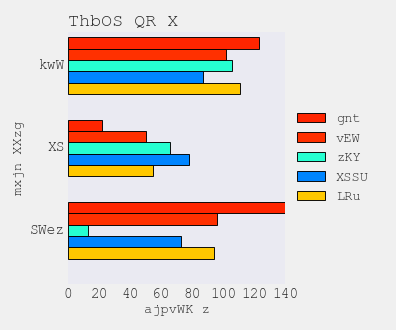 ThbOS QR X
kwW
XS
SWez
mxjn XXzg
0 20 40 60 80 100 120 140
ajpvWK z
gnt
vEW
zKY
XSSU
LRu